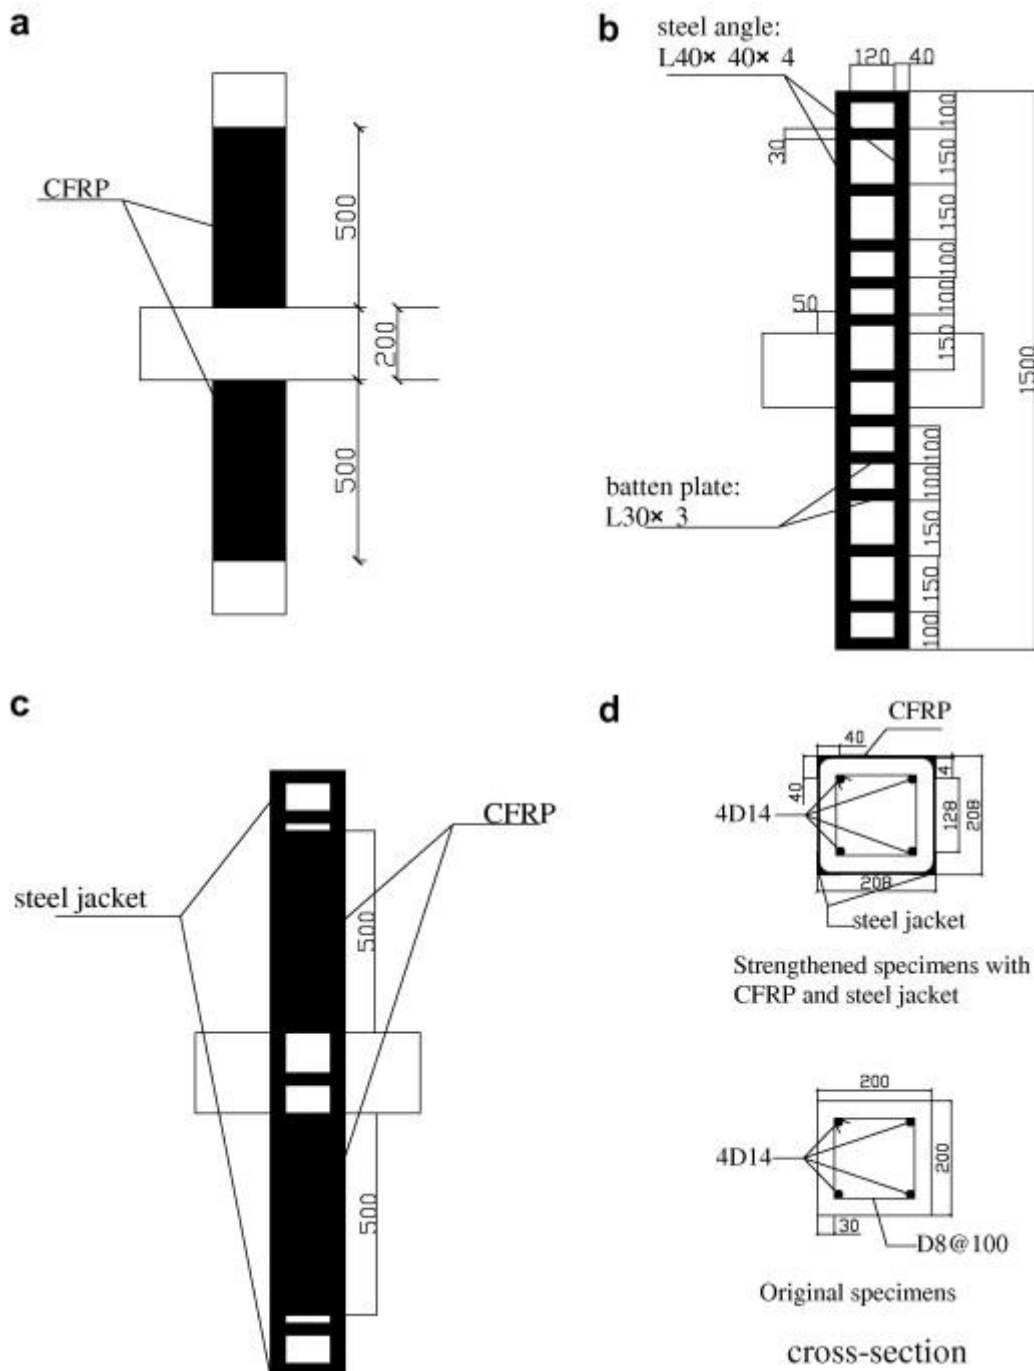 a
CFRP
500
200
500
b
steel angle:
L40× 40× 4
120
40
30
100
150
150
100
100
150
50
1500
batten plate:
L30× 3
100
100
150
150
100
c
steel jacket
CFRP
500
500
d
CFRP
40
40
4
128
208
4D14
208
steel jacket
Strengthened specimens with
CFRP and steel jacket
200
4D14
200
30
D8@100
Original specimens
cross-section